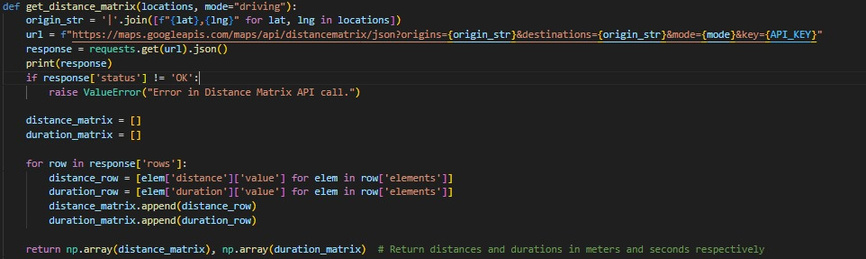 def get_distance_matrix(locations, mode="driving"):
    origin_str = '|'.join([f"{lat},{lng}" for lat, lng in locations])
    url = f"https://maps.googleapis.com/maps/api/distancematrix/json?origins={origin_str}&destinations={origin_str}&mode={mode}&key={API_KEY}"
    response = requests.get(url).json()
    print(response)
    if response['status'] != 'OK':
        raise ValueError("Error in Distance Matrix API call.")

    distance_matrix = []
    duration_matrix = []

    for row in response['rows']:
        distance_row = [elem['distance']['value'] for elem in row['elements']]
        duration_row = [elem['duration']['value'] for elem in row['elements']]
        distance_matrix.append(distance_row)
        duration_matrix.append(duration_row)

    return np.array(distance_matrix), np.array(duration_matrix)  # Return distances and durations in meters and seconds respectively